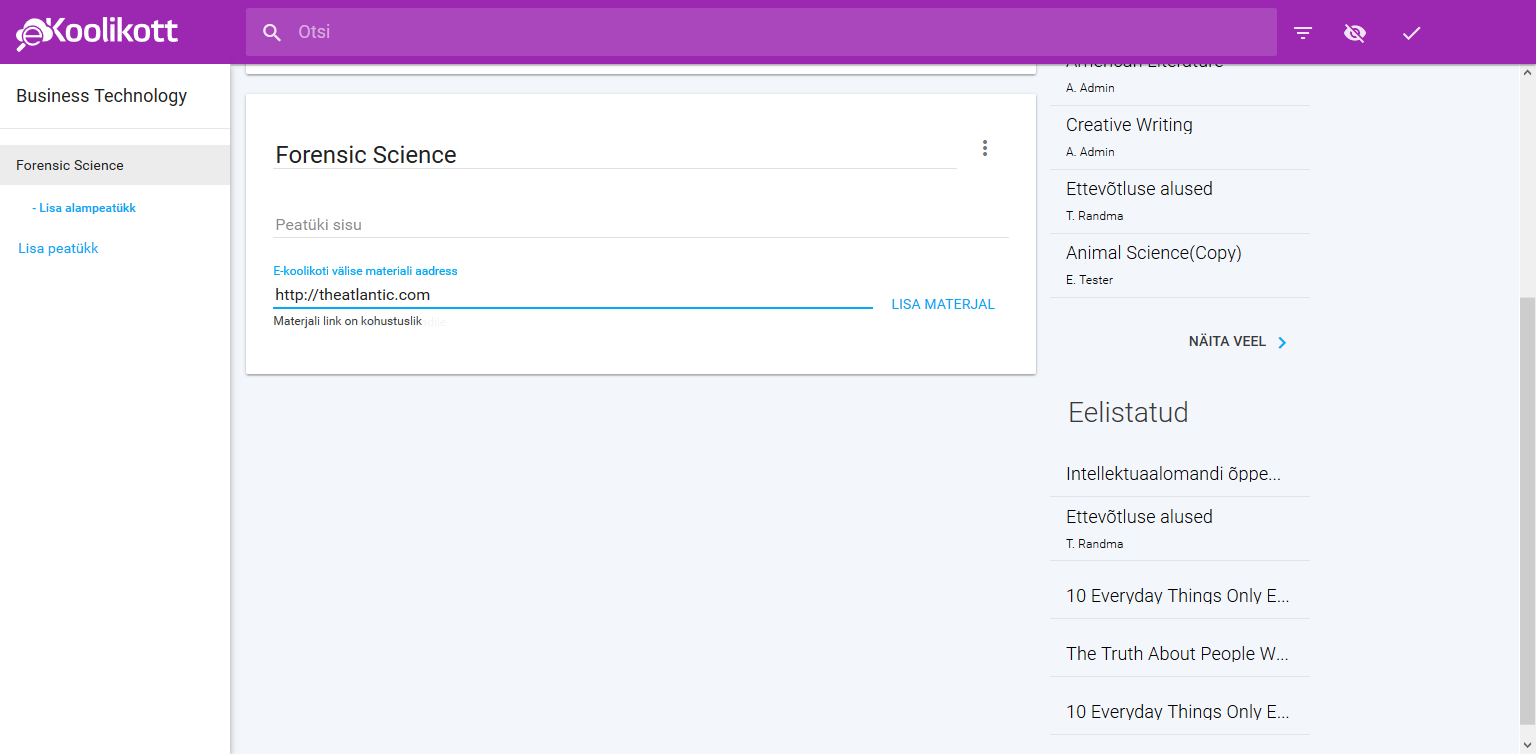 eKoolikott
Otsi
Business Technology
Forensic Science
- Lisa alampeatükk
Lisa peatükk
Forensic Science
Peatüki sisu
E-koolikoti välise materiali aadress
http://theatlantic.com
LISA MATERJAL
Materjali link on kohustuslik
American Literature
A. Admin
Creative Writing
A. Admin
Ettevõtluse alused
T. Randma
Animal Science(Copy)
E. Tester
NÄITA VEEL
Eelistatud
Intellektuaalomandi õppe...
Ettevõtluse alused
T. Randma
10 Everyday Things Only E...
The Truth About People W...
10 Everyday Things Only E...